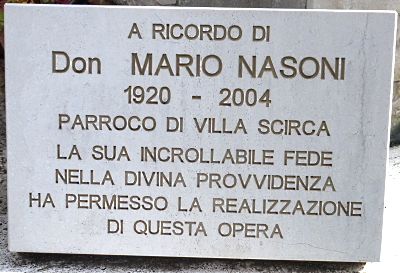 A RICORDO DI
Don MARIO NASONI
1920 - 2004
PARROCO DI VILLA SCIRCA
LA SUA INCROLLABILE FEDE
NELLA DIVINA PROVVIDENZA
HA PERMESSO LA REALIZZAZIONE
DI QUESTA OPERA